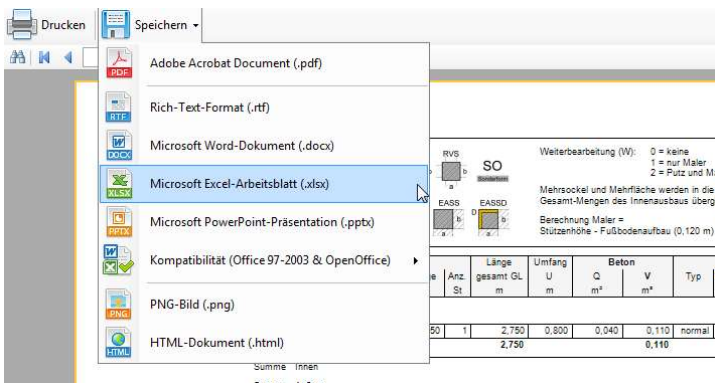 Drucken
Speichern
PDF
Adobe Acrobat Document (.pdf)
RTF
Rich-Text-Format (.rtf)
DOCX
Microsoft Word-Dokument (.docx)
XLSX
Microsoft Excel-Arbeitsblatt (.xlsx)
PPTX
Microsoft PowerPoint-Präsentation (.pptx)
Kompatibilität (Office 97-2003 & OpenOffice)
PNG
PNG-Bild (.png)
HTML
HTML-Dokument (.html)
RVS
SO
Sonderform
b
a
EASS
EASSD
b
D
b
a
a
Weiterbearbeitung (W): 0 = keine
1 = nur Maler
2 = Putz und M
Mehrsockel und Mehrfläche werden in die
Gesamt-Mengen des Innenausbaus überg
Berechnung Maler =
Stützenhöhe - Fußbodenaufbau (0,120 m)
Länge Umfang Beton
Anz. gesamt GL U Q V Typ
St m m m² m³
50 1 2,750 0,800 0,040 0,110 normal
2,750 0,110
Summe Innen